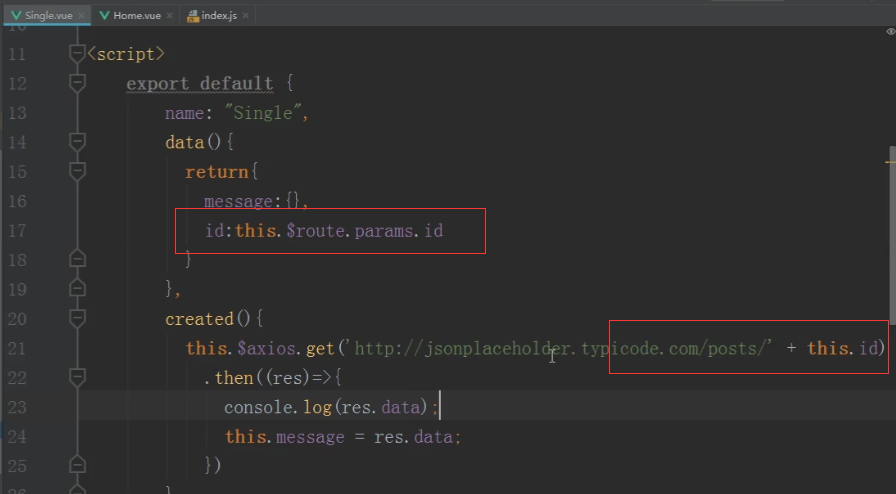 Single.vue × Home.vue × index.js ×
11 <script>
12 export default {
13 name: "Single",
14 data(){
15 return{
16 message:{},
17 id:this.$route.params.id
18 }
19 },
20 created(){
21 this.$axios.get('http://jsonplaceholder.typicode.com/posts/' + this.id)
22 .then((res)=>{
23 console.log(res.data);
24 this.message = res.data;
25 })